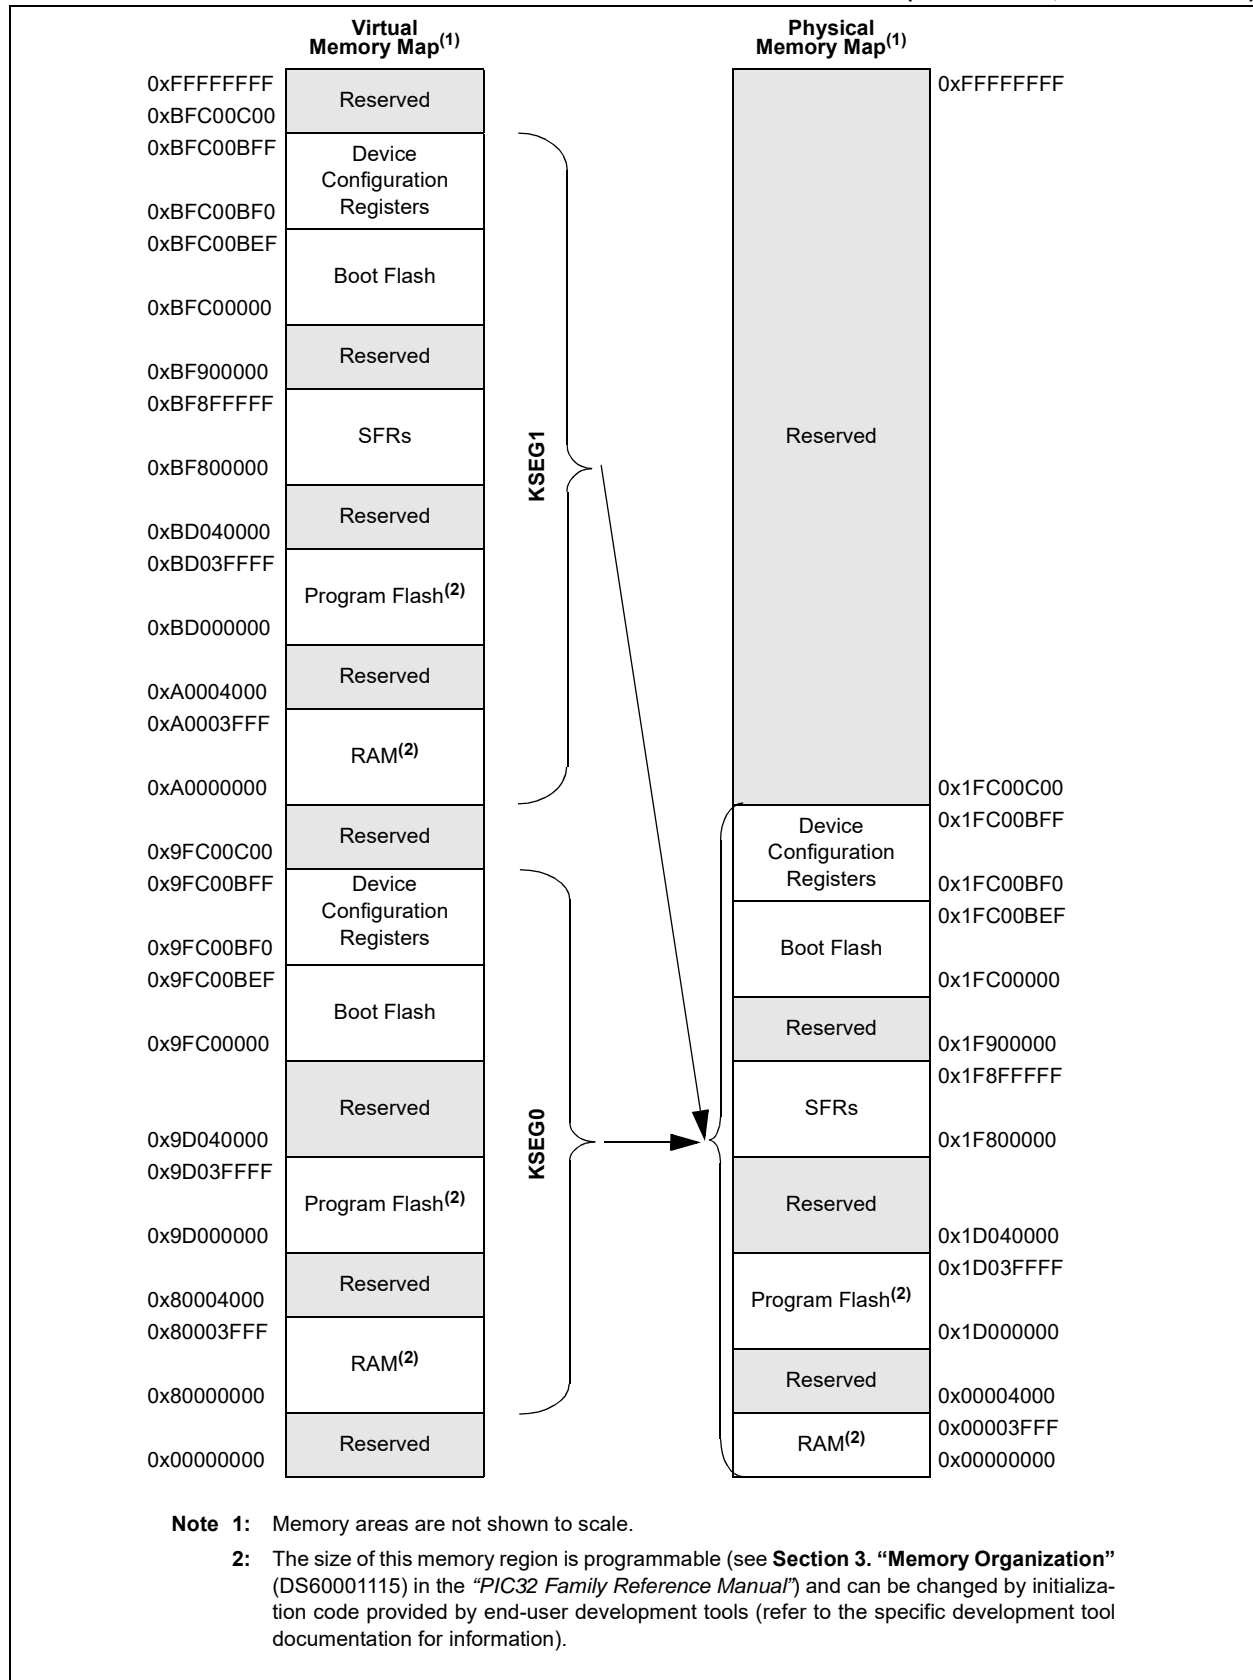 Virtual
Memory Map(1)
0xFFFFFFFF
Reserved
0xBFC00C00
0xBFC00BFF
Device
Configuration
Registers
0xBFC00BF0
0xBFC00BEF
Boot Flash
0xBFC00000
Reserved
0xBF900000
0xBF8FFFFF
SFRs
0xBF800000
Reserved
0xBD040000
0xBD03FFFF
Program Flash(2)
0xBD000000
Reserved
0xA0004000
0xA0003FFF
RAM(2)
0xA0000000
KSEG1
Reserved
0x9FC00C00
0x9FC00BFF
Device
Configuration
Registers
0x9FC00BF0
0x9FC00BEF
Boot Flash
0x9FC00000
Reserved
0x9D040000
0x9D03FFFF
Program Flash(2)
0x9D000000
Reserved
0x80004000
0x80003FFF
RAM(2)
0x80000000
KSEG0
Reserved
0x00000000
Physical
Memory Map(1)
0xFFFFFFFF
Reserved
0x1FC00C00
0x1FC00BFF
Device
Configuration
Registers
0x1FC00BF0
0x1FC00BEF
Boot Flash
0x1FC00000
Reserved
0x1F900000
0x1F8FFFFF
SFRs
0x1F800000
Reserved
0x1D040000
0x1D03FFFF
Program Flash(2)
0x1D000000
Reserved
0x00004000
0x00003FFF
RAM(2)
0x00000000
Note 1: Memory areas are not shown to scale.
2: The size of this memory region is programmable (see Section 3. “Memory Organization”
(DS60001115) in the “PIC32 Family Reference Manual”) and can be changed by initializa-
tion code provided by end-user development tools (refer to the specific development tool
documentation for information).